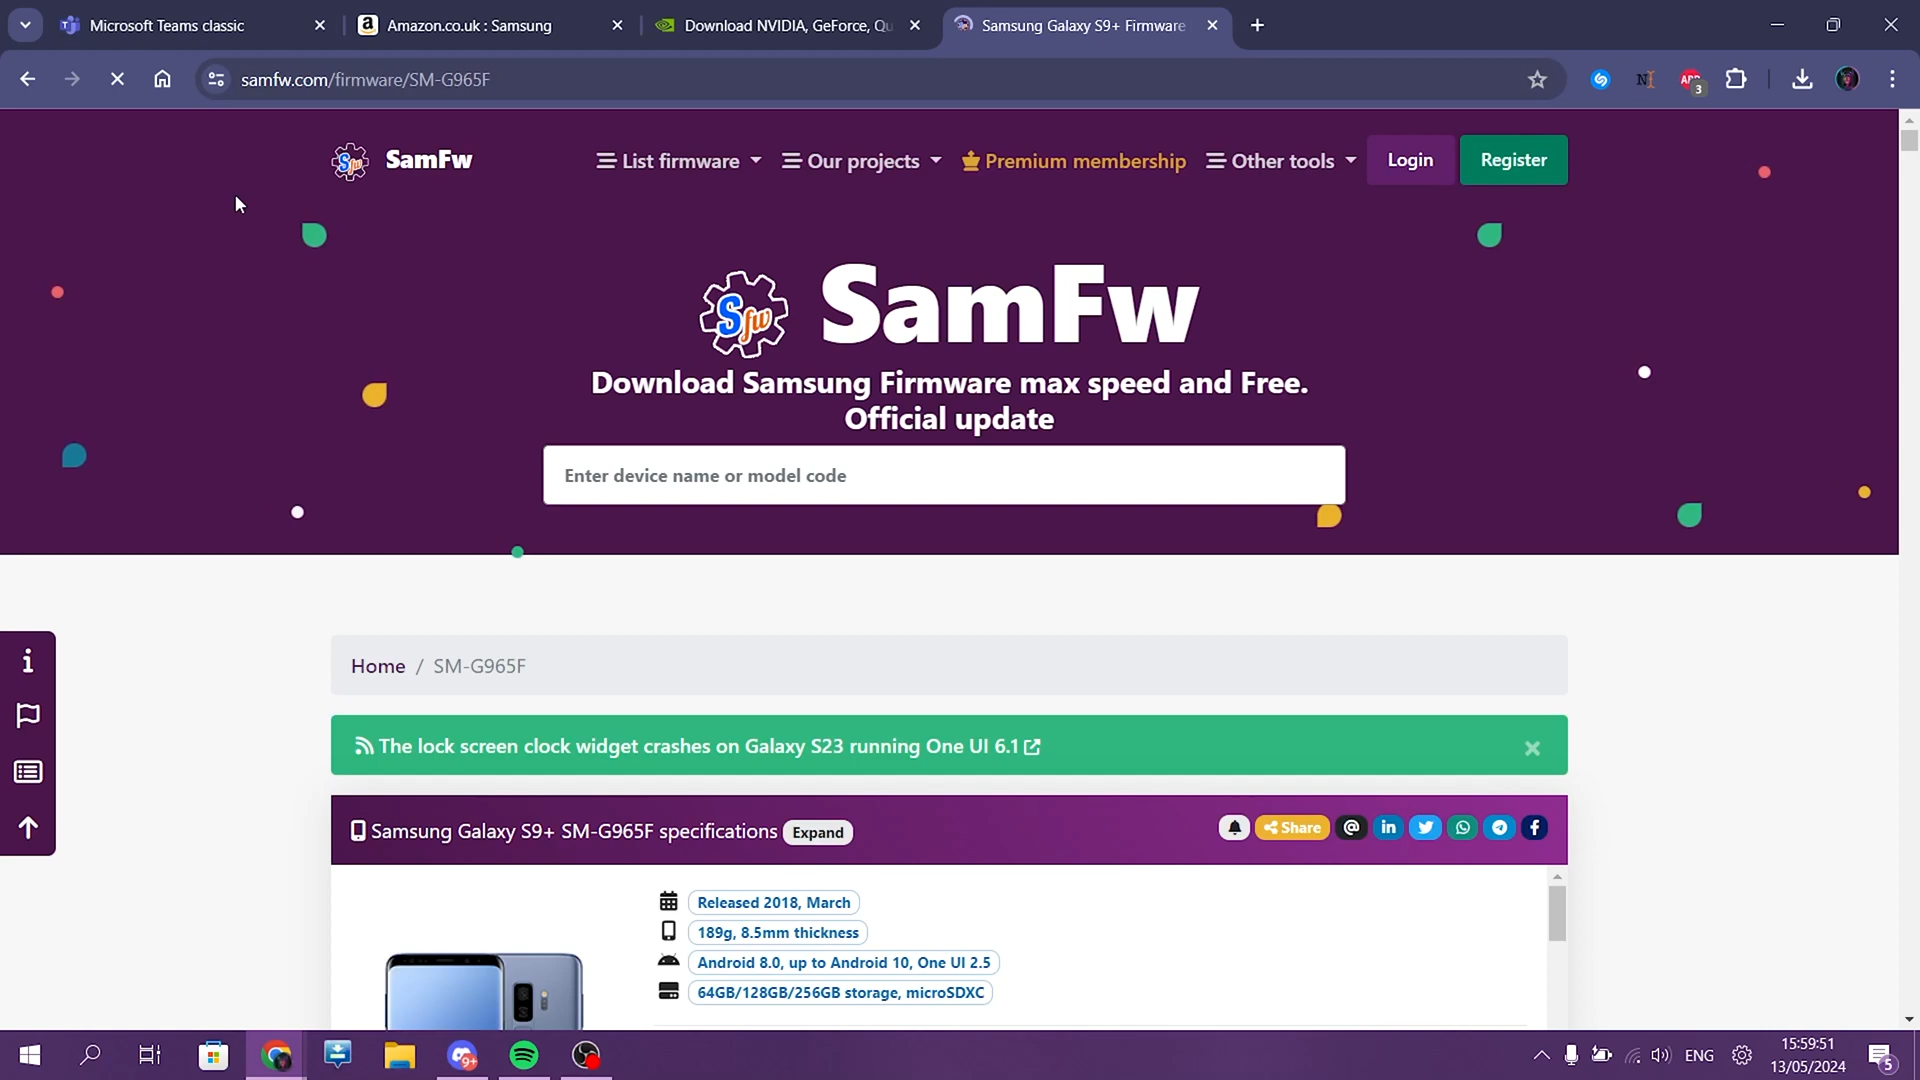 Microsoft Teams classic
Amazon.co.uk : Samsung
Download NVIDIA, GeForce, Qu
Samsung Galaxy S9+ Firmware
samfw.com/firmware/SM-G965F
3
Sfw SamFw
List firmware
Our projects
Premium membership
Other tools
Login
Register
Sfw SamFw
Download Samsung Firmware max speed and Free.
Official update
Enter device name or model code
Home / SM-G965F
The lock screen clock widget crashes on Galaxy S23 running One UI 6.1
Samsung Galaxy S9+ SM-G965F specifications Expand
Share
Released 2018, March
189g, 8.5mm thickness
Android 8.0, up to Android 10, One UI 2.5
64GB/128GB/256GB storage, microSDXC
9+
ENG
15:59:51
13/05/2024
5